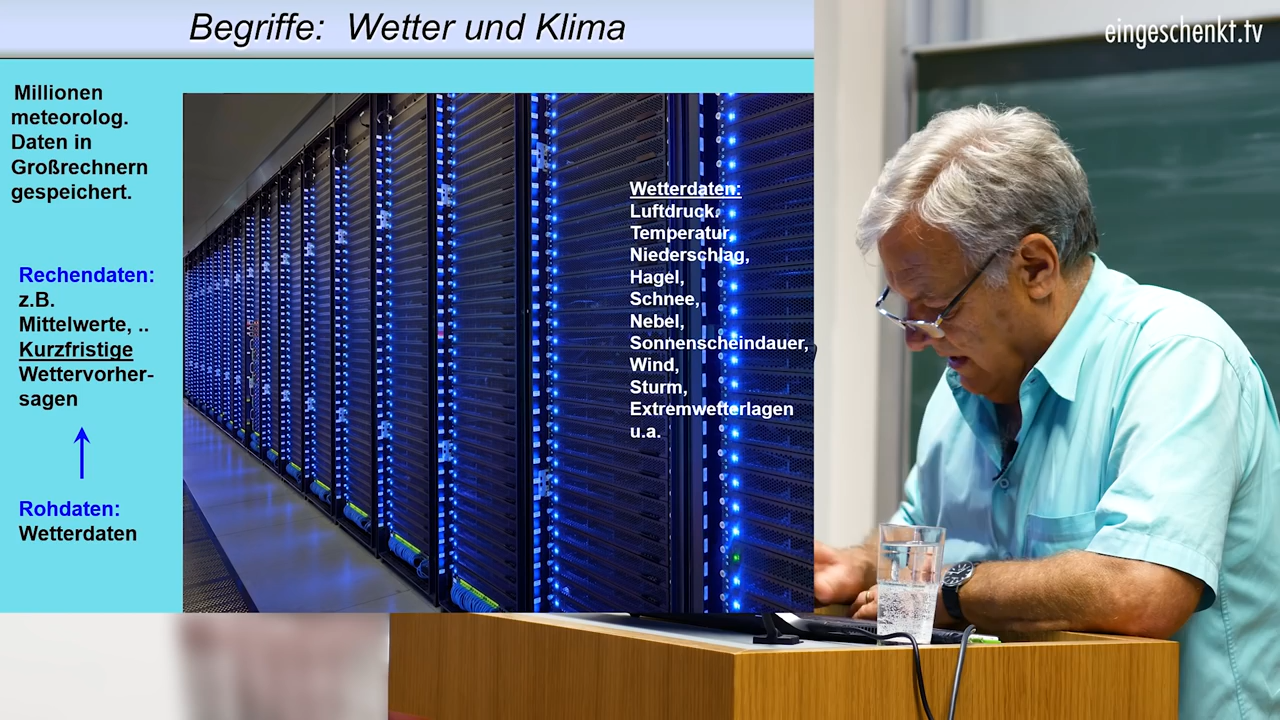 Begriffe: Wetter und Klima
eingeschenkt.tv
Millionen
meteorolog.
Daten in
Großrechnern
gespeichert.
Rechendaten:
z.B.
Mittelwerte, ..
Kurzfristige
Wettervorher-
sagen
Rohdaten:
Wetterdaten
Wetterdaten:
Luftdruck,
Temperatur,
Niederschlag,
Hagel,
Schnee,
Nebel,
Sonnenscheindauer,
Wind,
Sturm,
Extremwetterlagen
u.a.